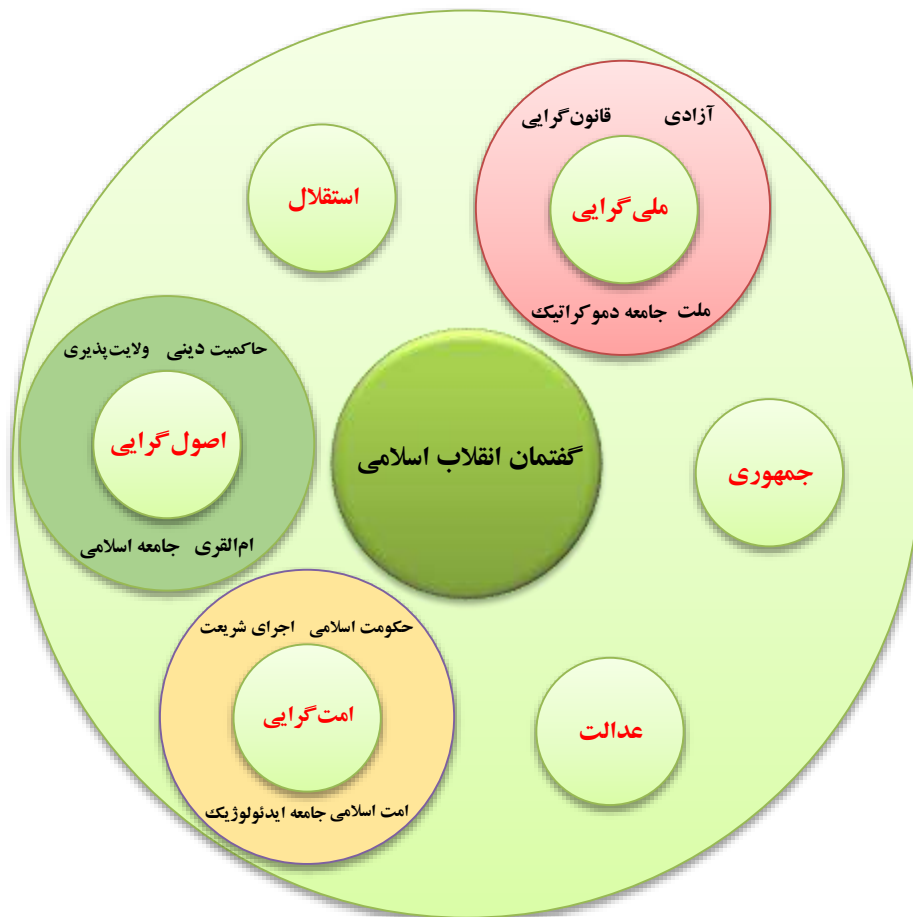 آزادی
قانون‌گرایی
ملی‌گرایی
ملت جامعه دموکراتیک
استقلال
حاکمیت دینی ولایت‌پذیری
اصول‌گرایی
ام‌القری جامعه اسلامی
گفتمان انقلاب اسلامی
جمهوری
حکومت اسلامی اجرای شریعت
امت‌گرایی
امت اسلامی جامعه ایدئولوژیک
عدالت